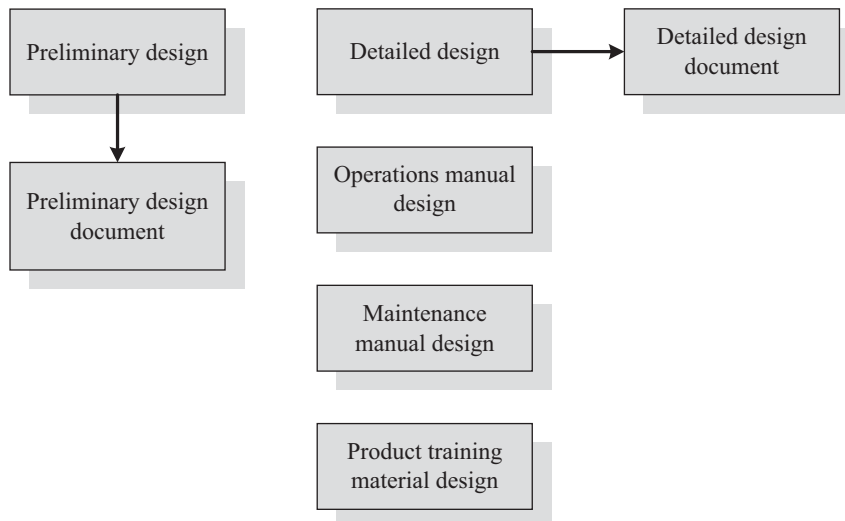 Preliminary design
Detailed design
Detailed design
document
Preliminary design
document
Operations manual
design
Maintenance
manual design
Product training
material design